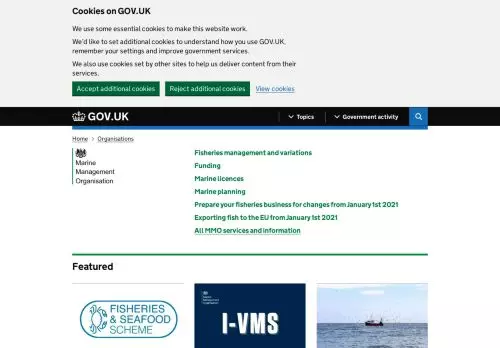 Cookies on GOV.UK
We use some essential cookies to make this website work.
We'd like to set additional cookies to understand how you use GOV.UK,
remember your settings and improve government services.
We also use cookies set by other sites to help us deliver content from their
services.
Accept additional cookies Reject additional cookies View cookies
GOV.UK Topics Government activity
Home Organisations
Marine
Management
Organisation
Fisheries management and variations
Funding
Marine licences
Marine planning
Prepare your fisheries business for changes from January 1st 2021
Exporting fish to the EU from January 1st 2021
All MMO services and information
Featured
FISHERIES
& SEAFOOD
SCHEME
Marine
Management
Organisation
I-VMS